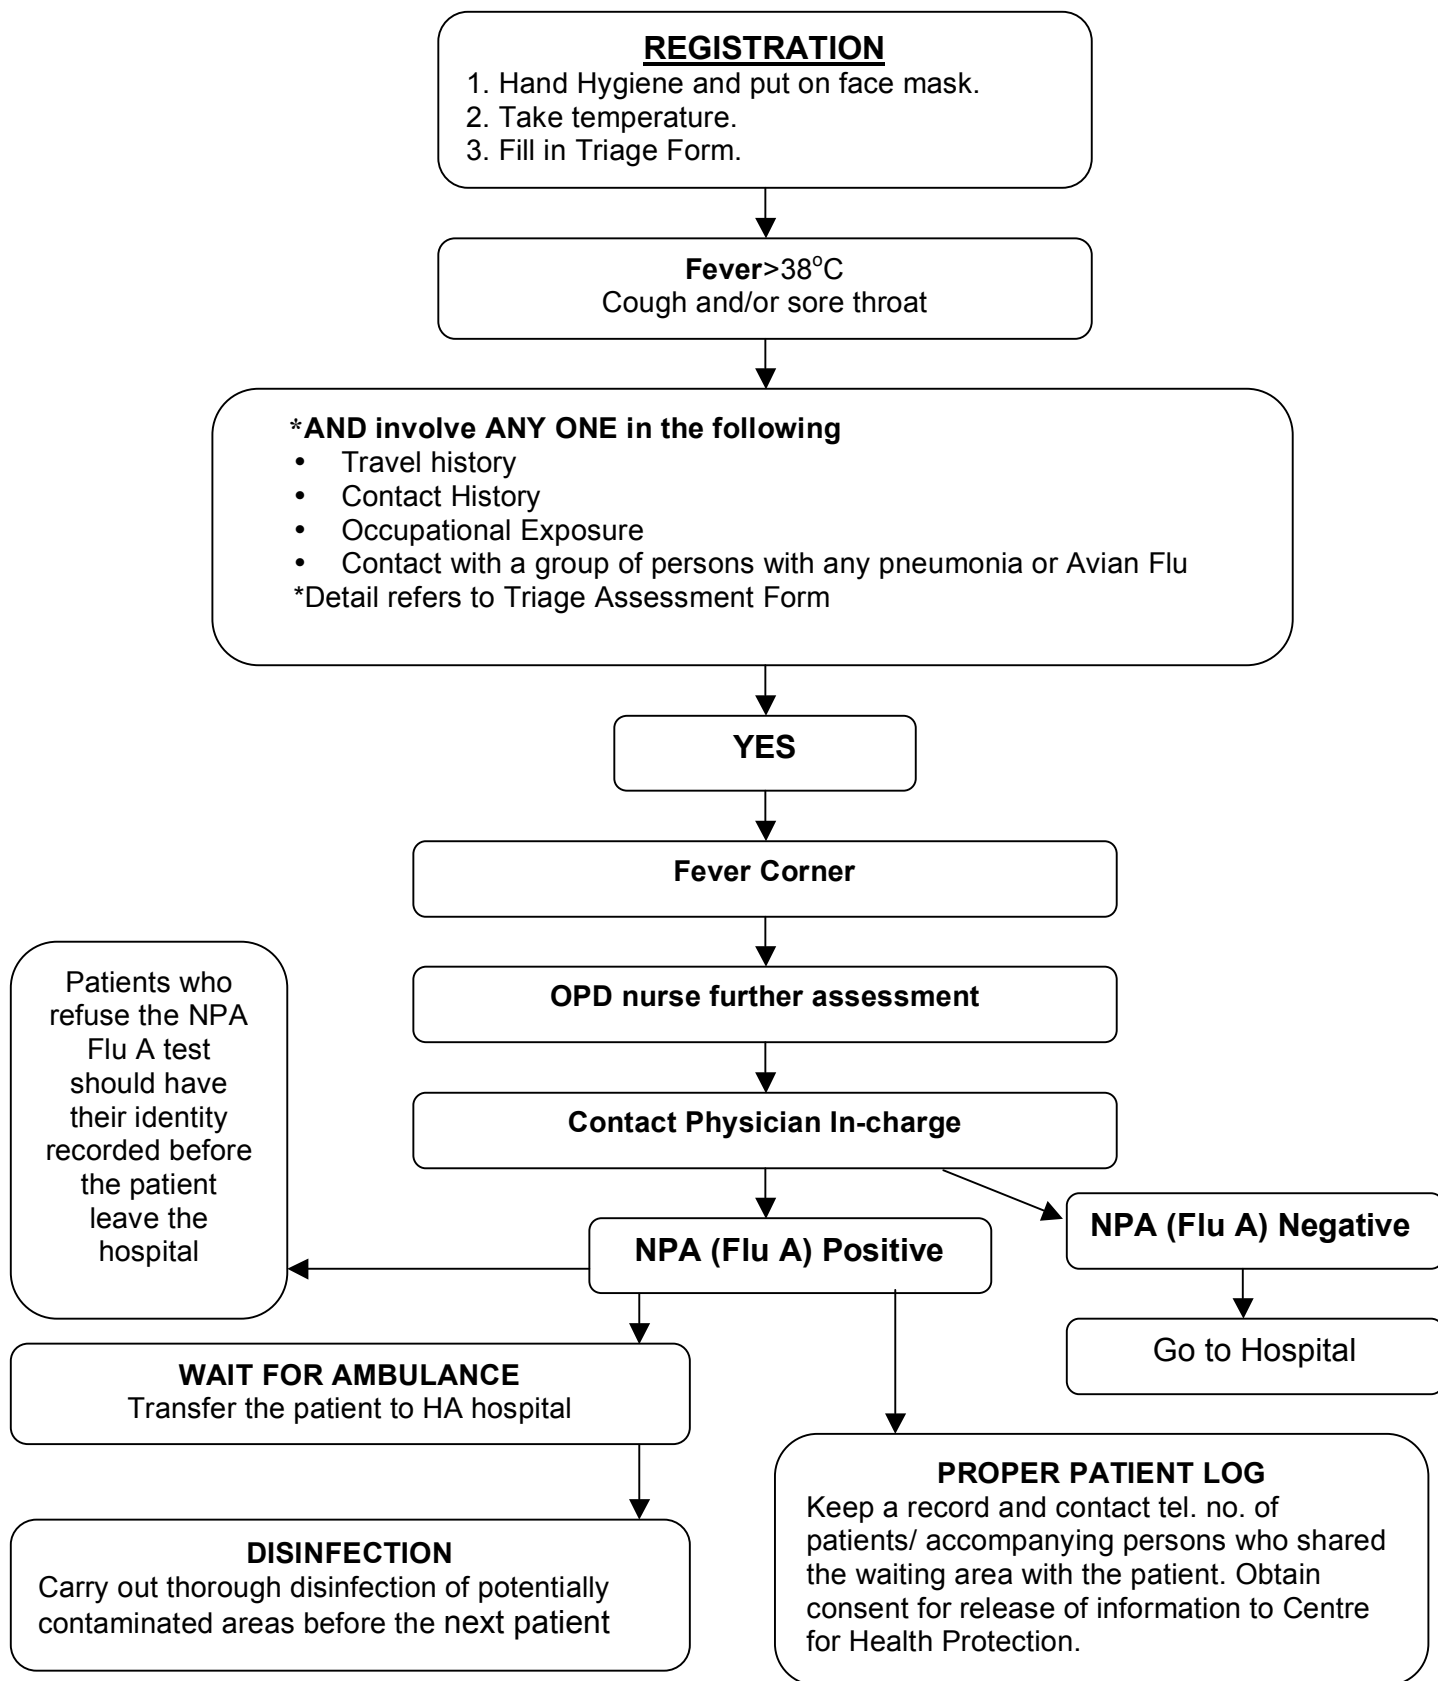 REGISTRATION
1. Hand Hygiene and put on face mask.
2. Take temperature.
3. Fill in Triage Form.
Fever>38°C
Cough and/or sore throat
*AND involve ANY ONE in the following
• Travel history
• Contact History
• Occupational Exposure
• Contact with a group of persons with any pneumonia or Avian Flu
*Detail refers to Triage Assessment Form
YES
Fever Corner
OPD nurse further assessment
Contact Physician In-charge
Patients who
refuse the NPA
Flu A test
should have
their identity
recorded before
the patient
leave the
hospital
NPA (Flu A) Positive
NPA (Flu A) Negative
Go to Hospital
WAIT FOR AMBULANCE
Transfer the patient to HA hospital
DISINFECTION
Carry out thorough disinfection of potentially
contaminated areas before the next patient
PROPER PATIENT LOG
Keep a record and contact tel. no. of
patients/ accompanying persons who shared
the waiting area with the patient. Obtain
consent for release of information to Centre
for Health Protection.